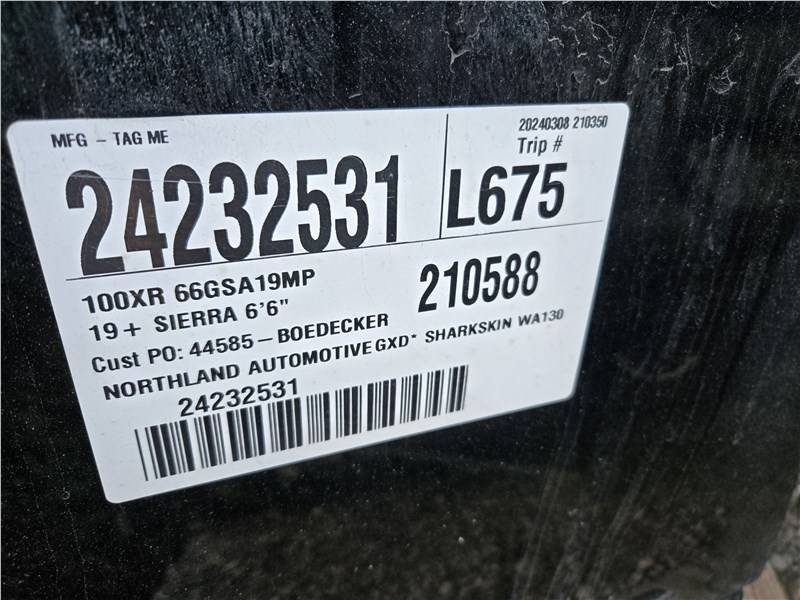 MFG - TAG ME
20240308 210350
Trip #
24232531
L675
100XR 66GSA19MP
210588
19+ SIERRA 6'6"
Cust PO: 44585-BOEDECKER
NORTHLAND AUTOMOTIVE GXD* SHARKSKIN WA130
24232531